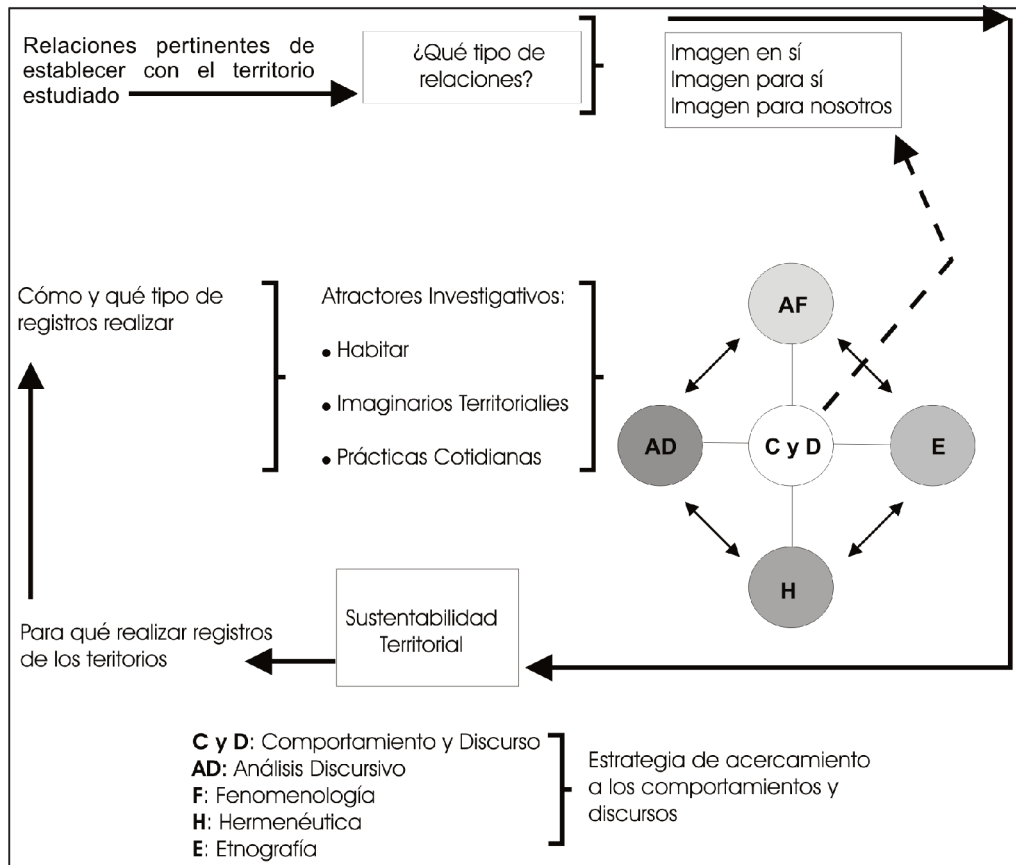 Relaciones pertinentes de
establecer con el territorio
estudiado
¿Qué tipo de
relaciones?
Imagen en sí
Imagen para sí
Imagen para nosotros
Cómo y qué tipo de
registros realizar
Atractores Investigativos:
• Habitar
• Imaginarios Territorialies
• Prácticas Cotidianas
AF
AD
C y D
E
H
Para qué realizar registros
de los teritorios
Sustentabilidad
Territorial
C y D: Comportamiento y Discurso
AD: Análisis Discursivo
F: Fenomenología
H: Hermenéutica
E: Etnografía
Estrategia de acercamiento
a los comportamientos y
discursos